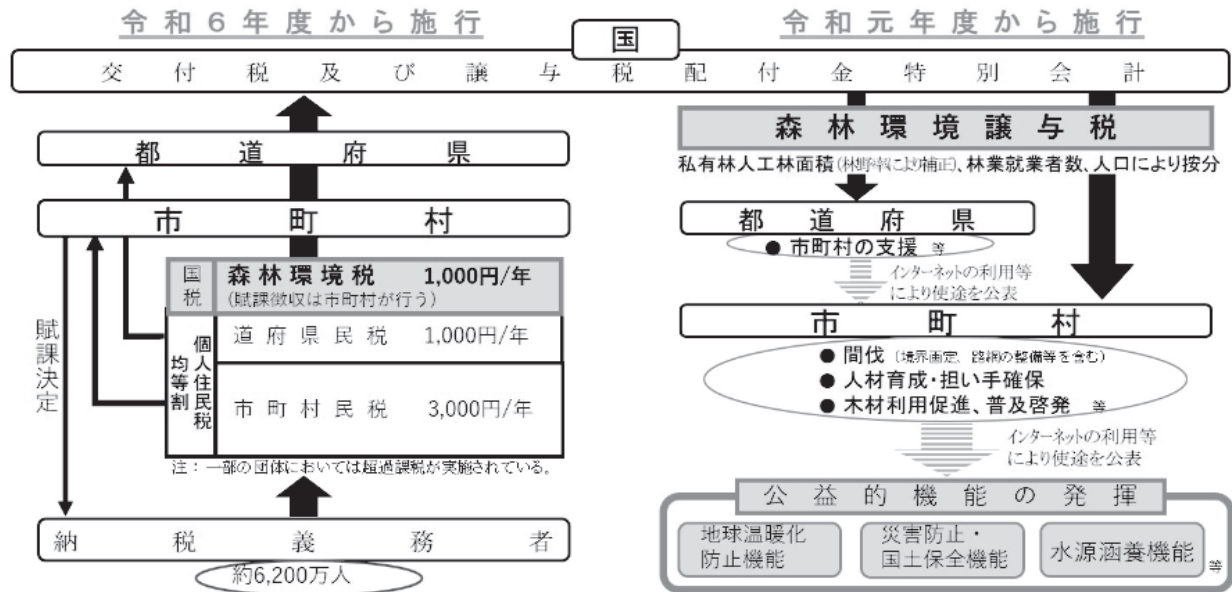 令和６年度から施行
令和元年度から施行
国
交付税及び譲与税配付金特別会計
都道府県
市町村
国税
森林環境税 1,000円/年
(賦課徴収は市町村が行う)
個人住民税均等割
道府県民税 1,000円/年
市町村民税 3,000円/年
注：一部の団体においては超過課税が実施されている。
賦課決定
納税義務者
約6,200万人
森林環境譲与税
私有林人工林面積(林野率により補正)、林業就業者数、人口により按分
都道府県
● 市町村の支援 等
インターネットの利用等
により使途を公表
市町村
● 間伐（境界画定、路網の整備等を含む）
● 人材育成・担い手確保
● 木材利用促進、普及啓発 等
インターネットの利用等
により使途を公表
公益的機能の発揮
地球温暖化
防止機能
災害防止・
国土保全機能
水源涵養機能
等